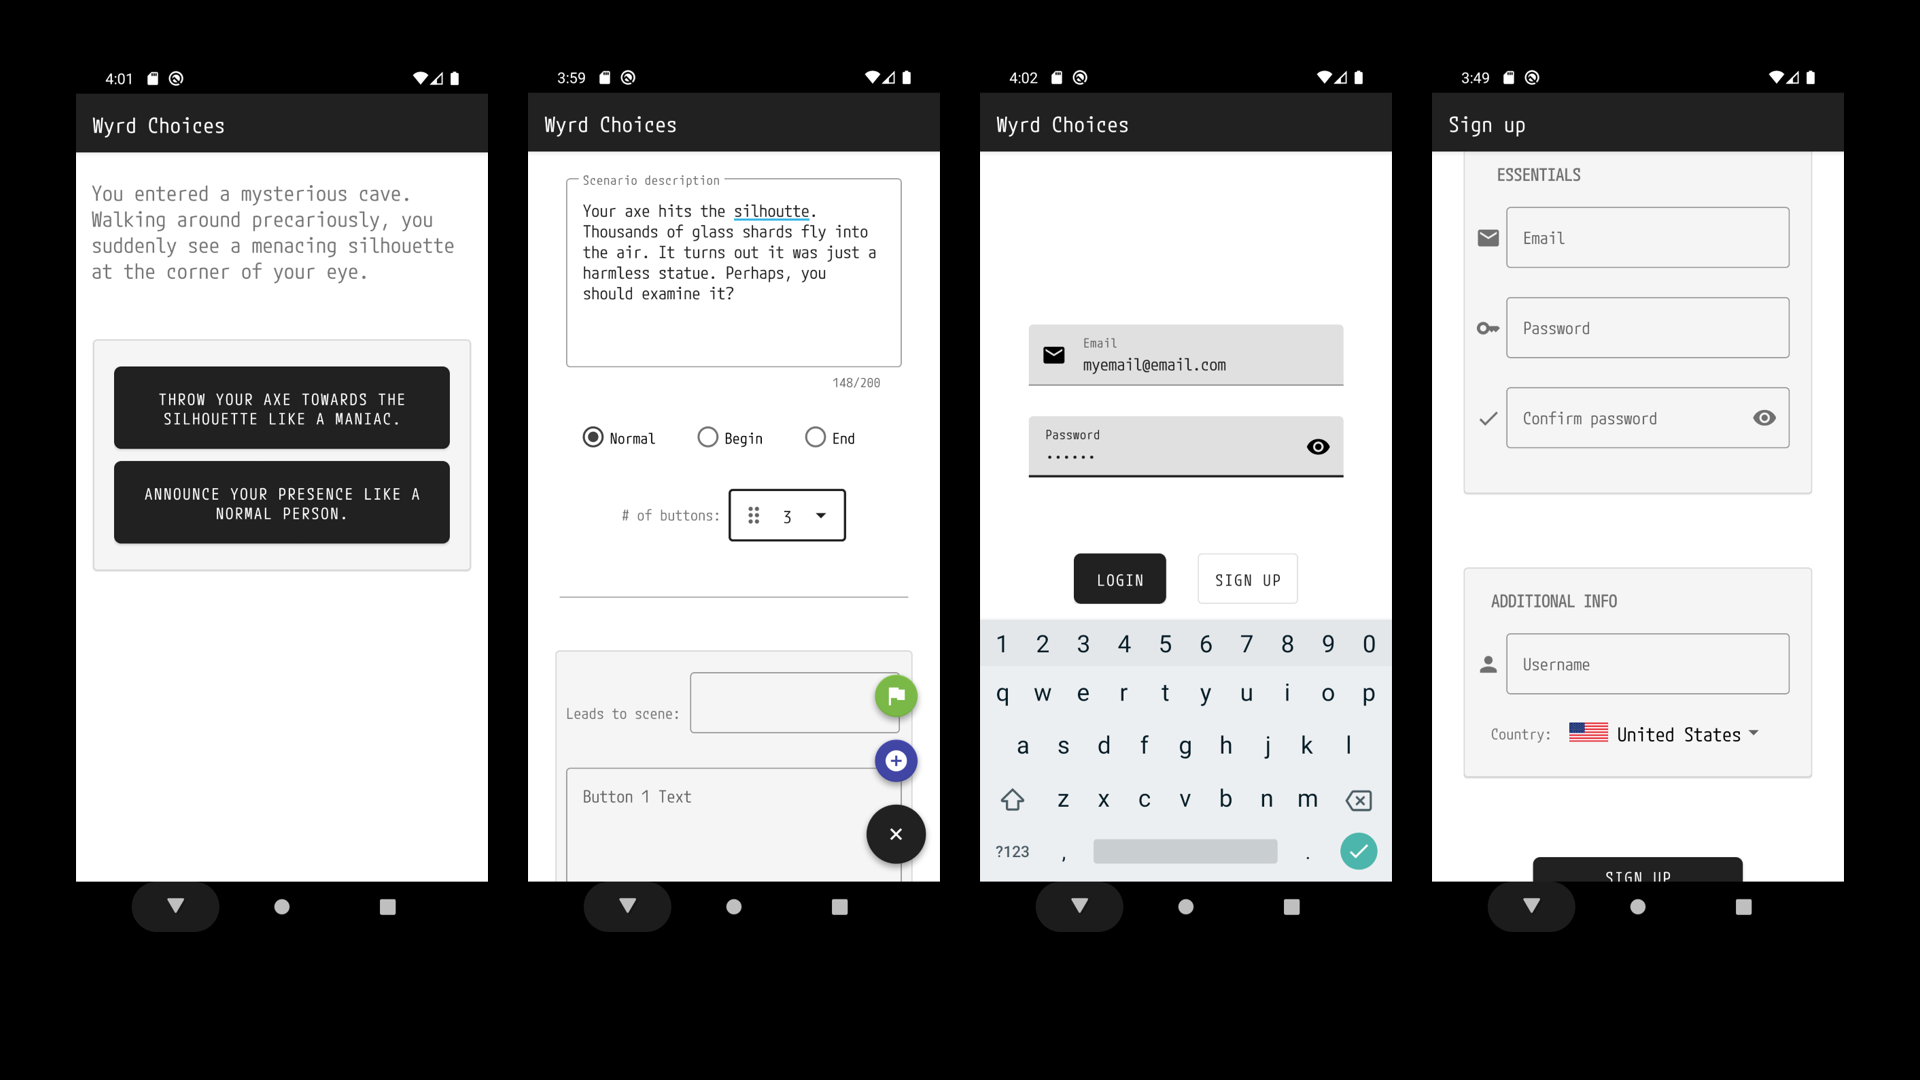 4:01
Wyrd Choices
You entered a mysterious cave.
Walking around precariously, you
suddenly see a menacing silhouette
at the corner of your eye.
THROW YOUR AXE TOWARDS THE
SILHOUETTE LIKE A MANIAC.
ANNOUNCE YOUR PRESENCE LIKE A
NORMAL PERSON.
3:59
Wyrd Choices
Scenario description
Your axe hits the silhoutte.
Thousands of glass shards fly into
the air. It turns out it was just a
harmless statue. Perhaps, you
should examine it?
148/200
Normal Begin End
# of buttons: 3
Leads to scene:
Button 1 Text
4:02
Wyrd Choices
Email
myemail@email.com
Password
••••••
LOGIN SIGN UP
1 2 3 4 5 6 7 8 9 0
q w e r t y u i o p
a s d f g h j k l
z x c v b n m
?123 , .
3:49
Sign up
ESSENTIALS
Email
Password
Confirm password
ADDITIONAL INFO
Username
Country: United States
SIGN UP